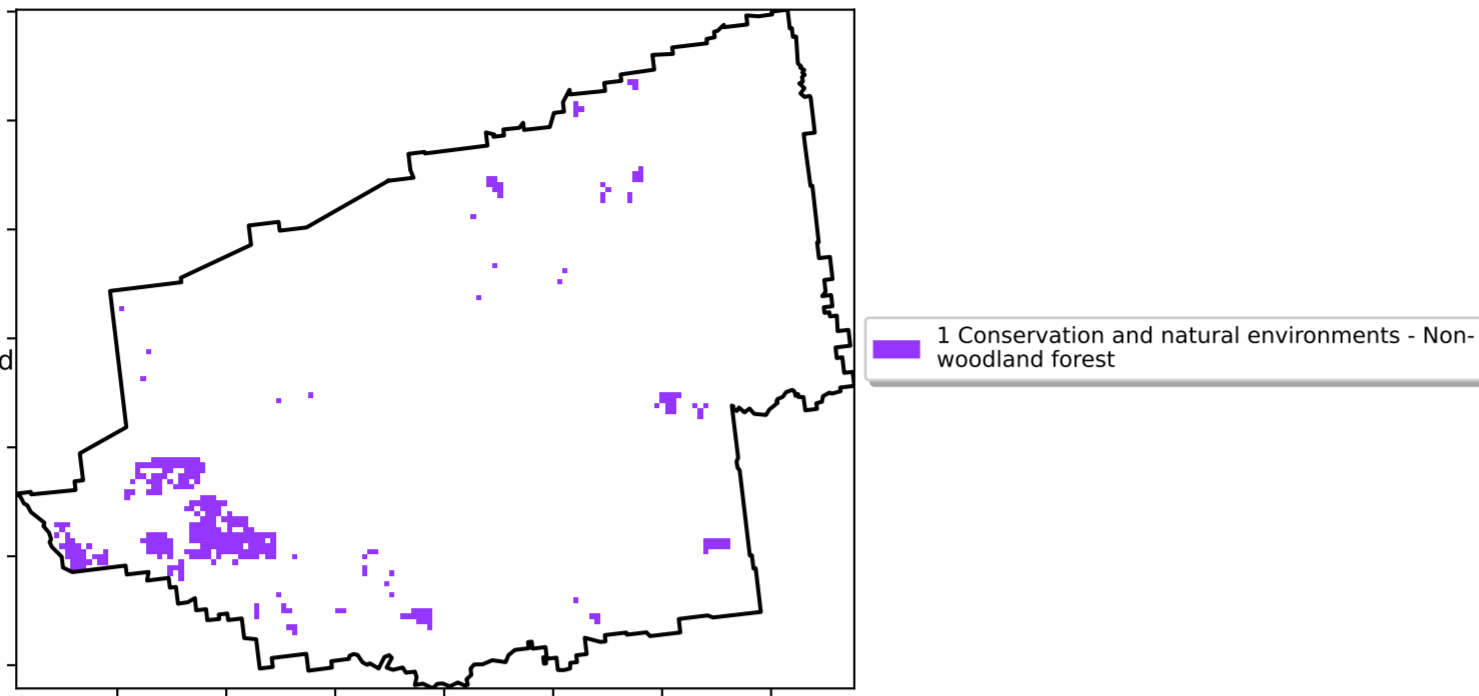 d
1 Conservation and natural environments - Non-
woodland forest